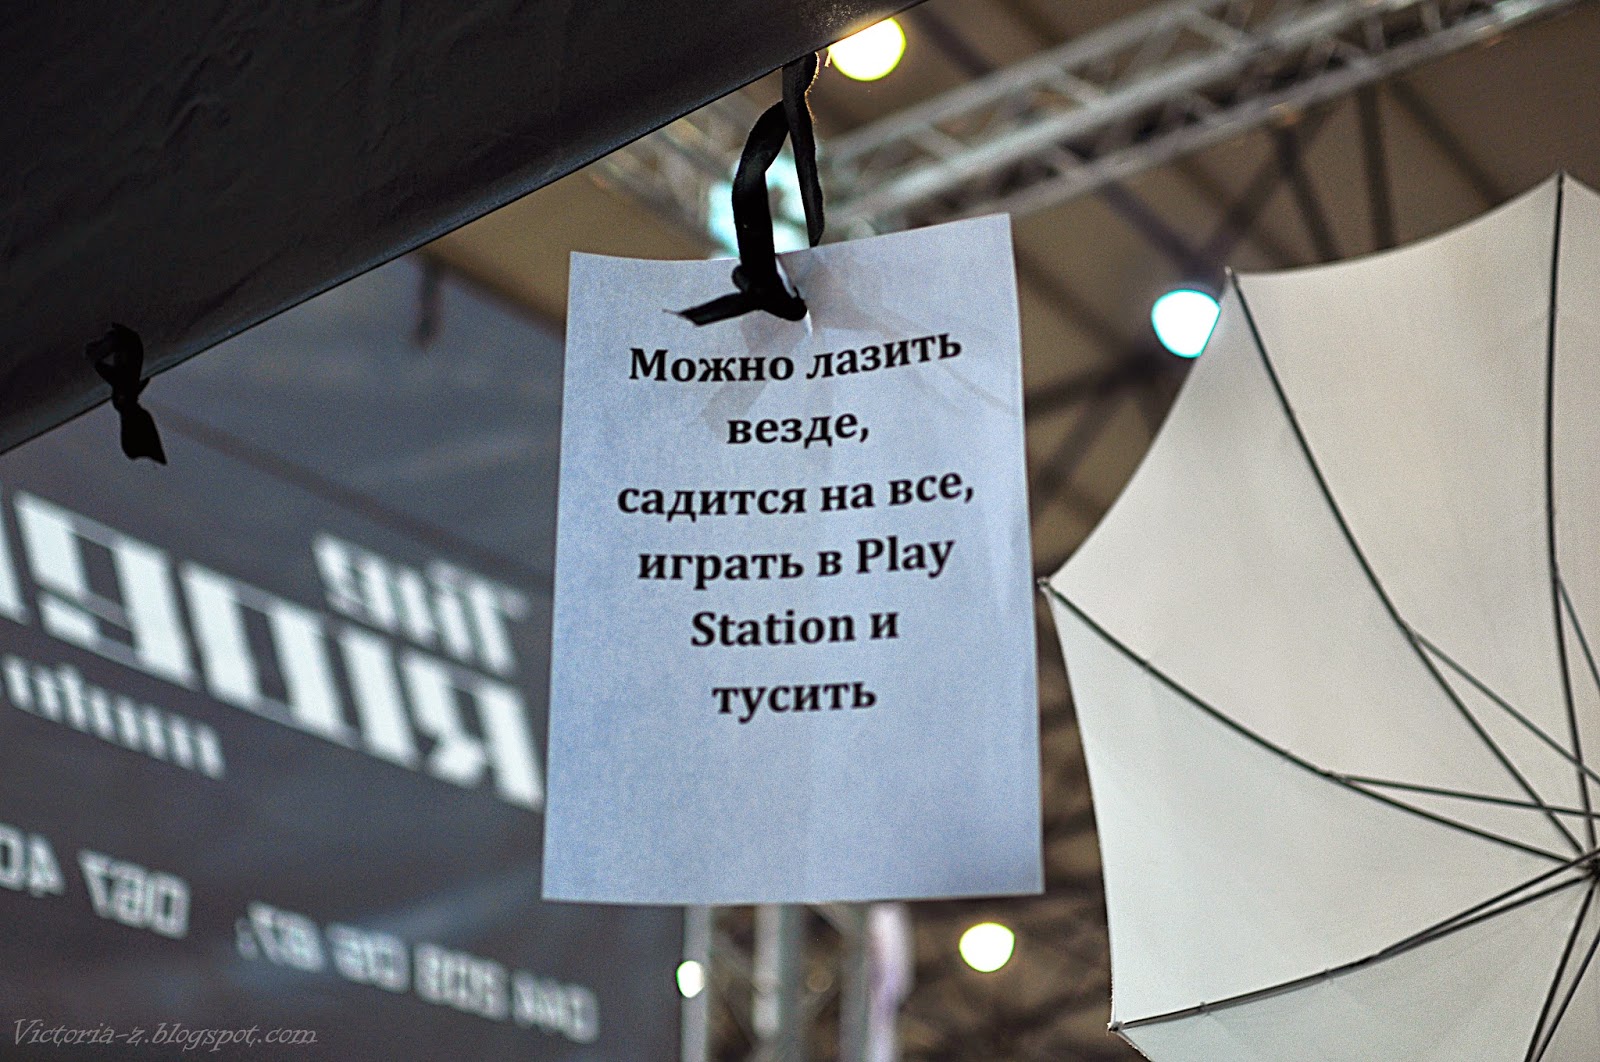 Можно лазить
везде,
садится на все,
играть в Play
Station и
тусить
Victoria-z.blogspot.com